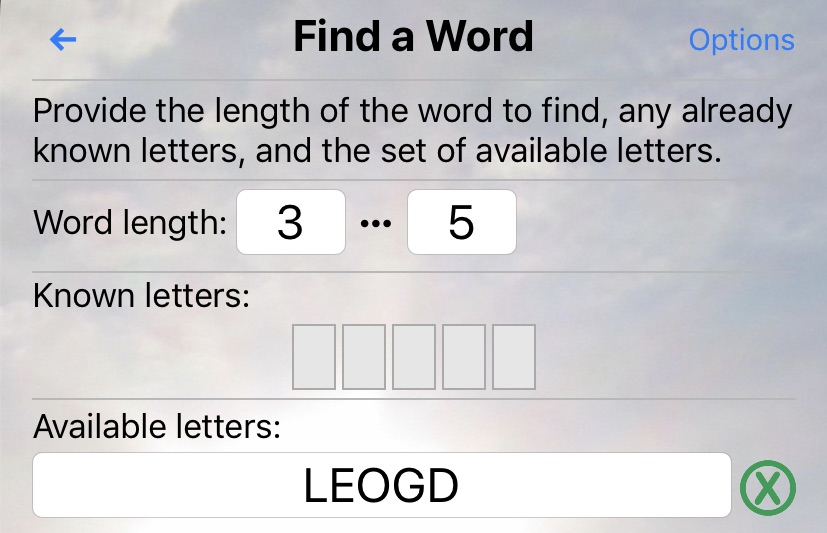 ← Find a Word Options
Provide the length of the word to find, any already
known letters, and the set of available letters.
Word length: 3 ••• 5
Known letters:
Available letters:
LEOGD X